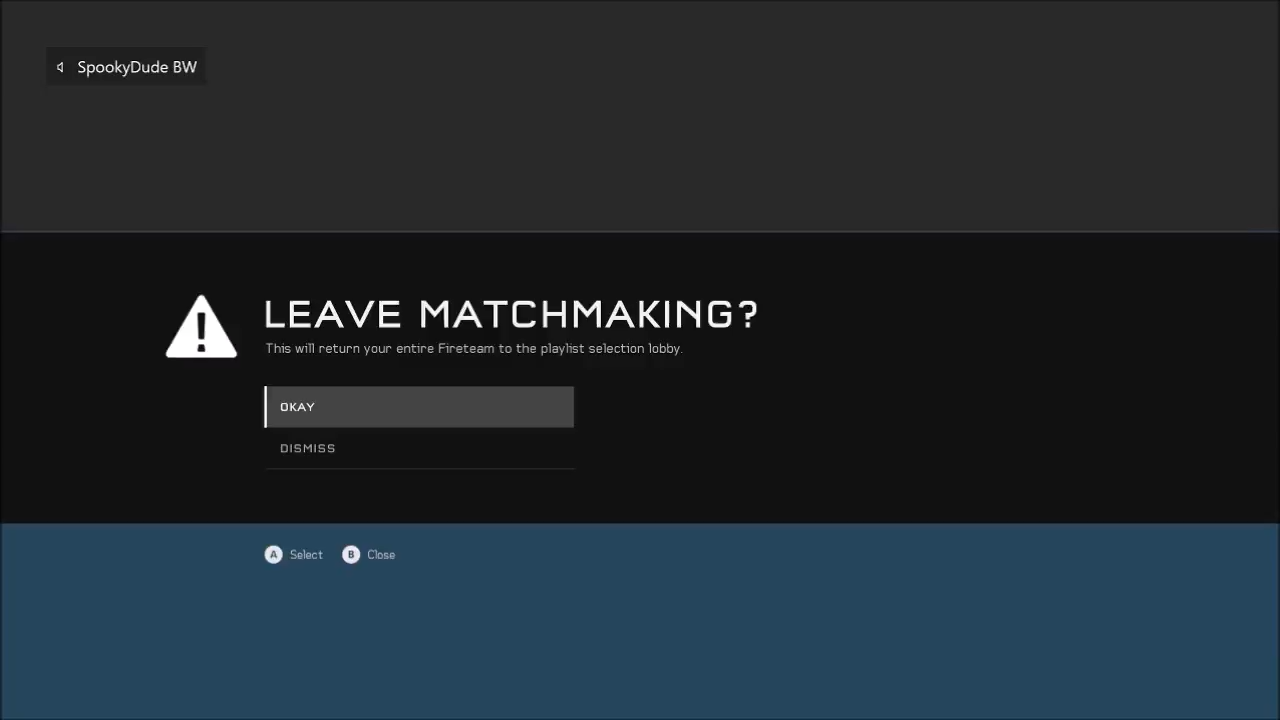 SpookyDude BW
LEAVE MATCHMAKING?
This will return your entire Fireteam to the playlist selection lobby.
OKAY
DISMISS
A Select B Close